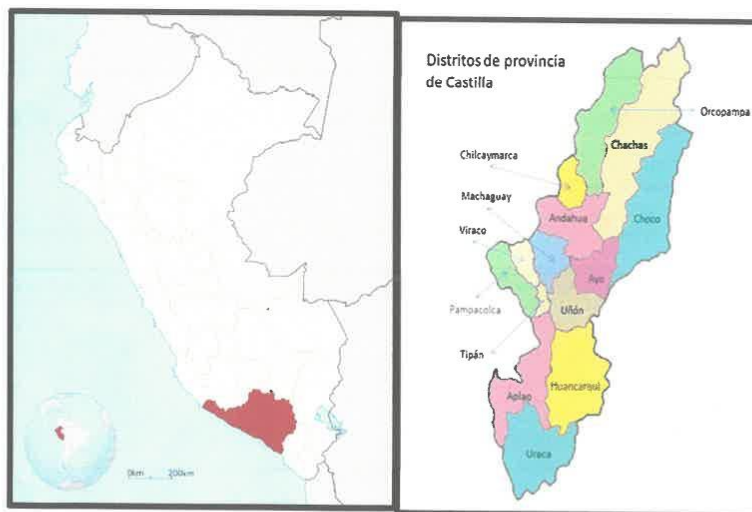 Distritos de provincia
de Castilla
Orcopampa
Chachas
Chilcaymarca
Machaguay
Andahua
Choco
Viraco
Ayo
Pampacolca
Uñón
Tipán
Huancarqui
Aplao
Uraca
0km 200km